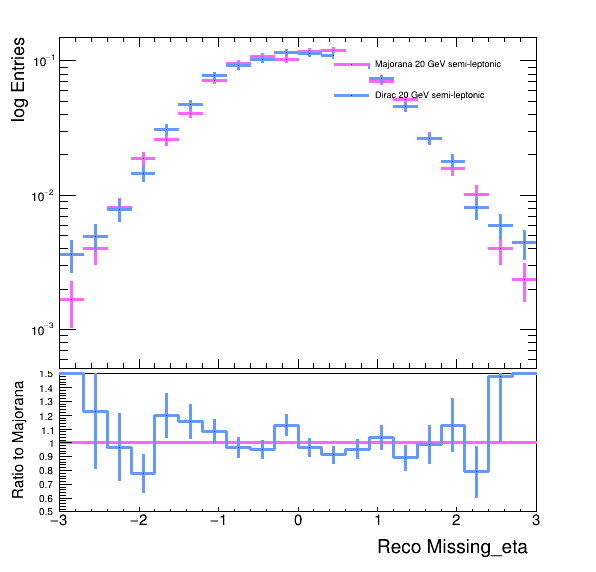 log Entries
10⁻¹
Majorana 20 GeV semi-leptonic
Dirac 20 GeV semi-leptonic
10⁻²
10⁻³
Ratio to Majorana
1.5
1.4
1.3
1.2
1.1
1
0.9
0.8
0.7
0.6
0.5
−3 −2 −1 0 1 2 3
Reco Missing_eta